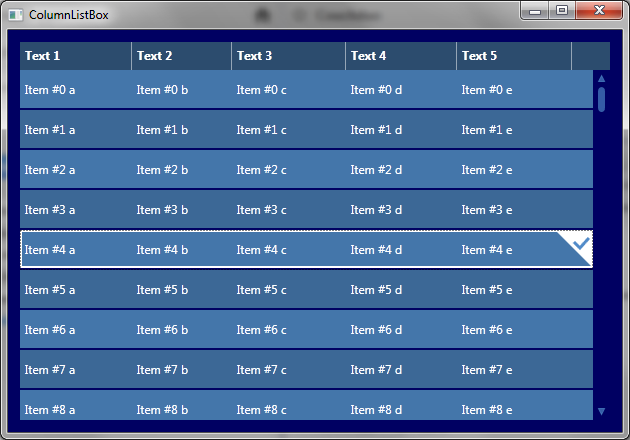 ColumnListBox
Text 1 Text 2 Text 3 Text 4 Text 5
Item #0 a Item #0 b Item #0 c Item #0 d Item #0 e
Item #1 a Item #1 b Item #1 c Item #1 d Item #1 e
Item #2 a Item #2 b Item #2 c Item #2 d Item #2 e
Item #3 a Item #3 b Item #3 c Item #3 d Item #3 e
Item #4 a Item #4 b Item #4 c Item #4 d Item #4 e
Item #5 a Item #5 b Item #5 c Item #5 d Item #5 e
Item #6 a Item #6 b Item #6 c Item #6 d Item #6 e
Item #7 a Item #7 b Item #7 c Item #7 d Item #7 e
Item #8 a Item #8 b Item #8 c Item #8 d Item #8 e